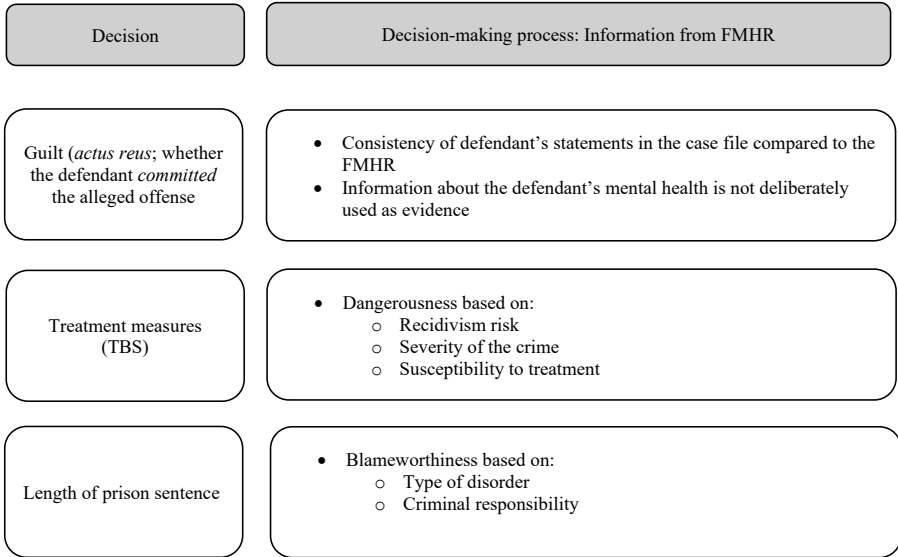 Decision
Decision-making process: Information from FMHR
Guilt (actus reus; whether
the defendant committed
the alleged offense
• Consistency of defendant’s statements in the case file compared to the
FMHR
• Information about the defendant’s mental health is not deliberately
used as evidence
Treatment measures
(TBS)
• Dangerousness based on:
o Recidivism risk
o Severity of the crime
o Susceptibility to treatment
Length of prison sentence
• Blameworthiness based on:
o Type of disorder
o Criminal responsibility